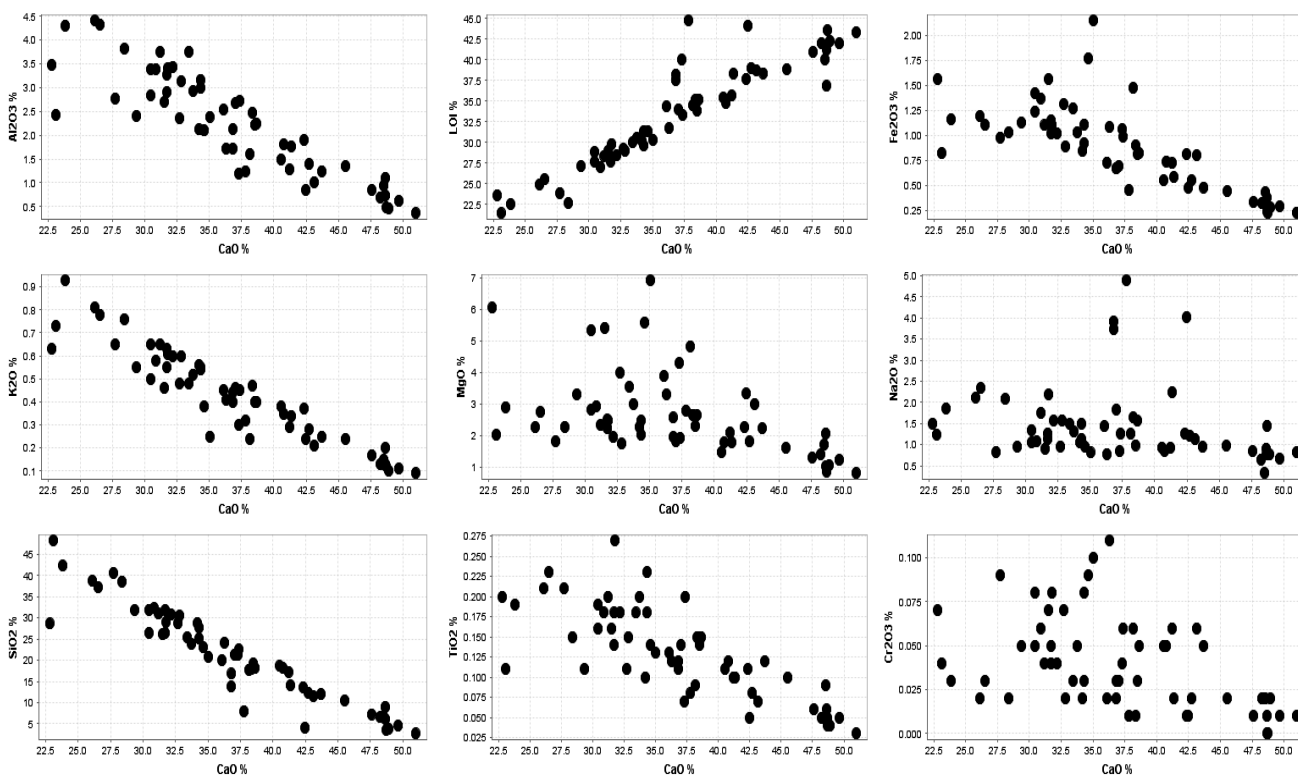 Al2O3 %
4.5
4.0
3.5
3.0
2.5
2.0
1.5
1.0
0.5
22.5 25.0 27.5 30.0 32.5 35.0 37.5 40.0 42.5 45.0 47.5 50.0
CaO %
LOI %
42.5
40.0
37.5
35.0
32.5
30.0
27.5
25.0
22.5
22.5 25.0 27.5 30.0 32.5 35.0 37.5 40.0 42.5 45.0 47.5 50.0
CaO %
Fe2O3 %
2.00
1.75
1.50
1.25
1.00
0.75
0.50
0.25
22.5 25.0 27.5 30.0 32.5 35.0 37.5 40.0 42.5 45.0 47.5 50.0
CaO %
K2O %
0.9
0.8
0.7
0.6
0.5
0.4
0.3
0.2
0.1
22.5 25.0 27.5 30.0 32.5 35.0 37.5 40.0 42.5 45.0 47.5 50.0
CaO %
MgO %
7
6
5
4
3
2
1
22.5 25.0 27.5 30.0 32.5 35.0 37.5 40.0 42.5 45.0 47.5 50.0
CaO %
Na2O %
5.0
4.5
4.0
3.5
3.0
2.5
2.0
1.5
1.0
0.5
22.5 25.0 27.5 30.0 32.5 35.0 37.5 40.0 42.5 45.0 47.5 50.0
CaO %
SiO2 %
45
40
35
30
25
20
15
10
5
22.5 25.0 27.5 30.0 32.5 35.0 37.5 40.0 42.5 45.0 47.5 50.0
CaO %
TiO2 %
0.275
0.250
0.225
0.200
0.175
0.150
0.125
0.100
0.075
0.050
0.025
22.5 25.0 27.5 30.0 32.5 35.0 37.5 40.0 42.5 45.0 47.5 50.0
CaO %
Cr2O3 %
0.100
0.075
0.050
0.025
0.000
22.5 25.0 27.5 30.0 32.5 35.0 37.5 40.0 42.5 45.0 47.5 50.0
CaO %